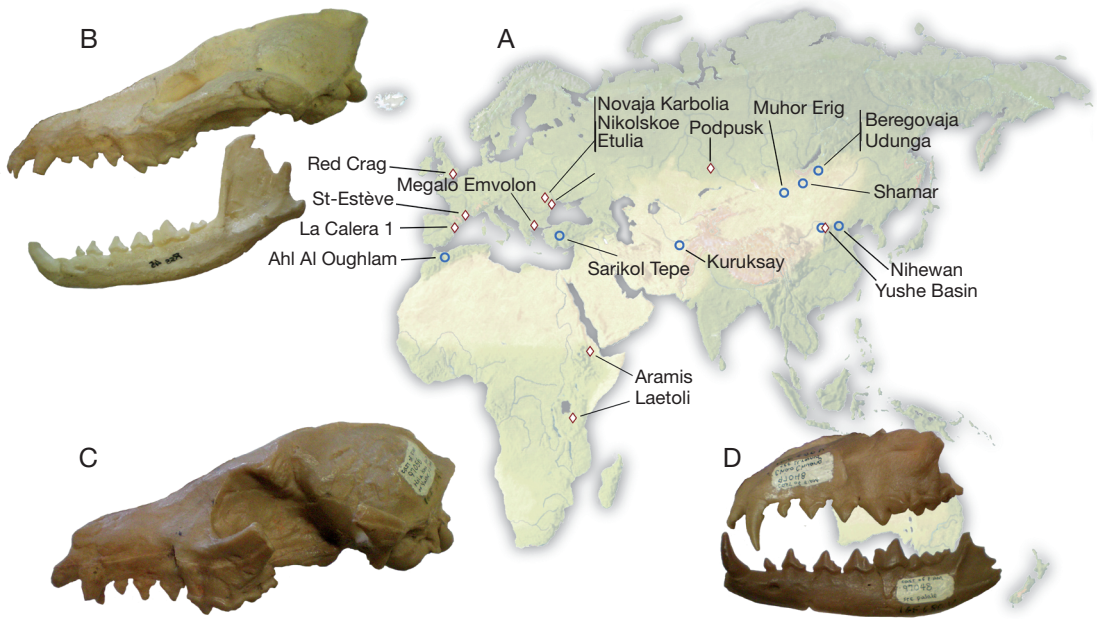 B
A
Novaja Karbolia
Nikolskoe
Etulia
Podpusk
Muhor Erig
Beregovaja
Udunga
Red Crag
Megalo Emvolon
Shamar
St-Estève
La Calera 1
Ahl Al Oughlam
Sarikol Tepe
Kuruksay
Nihewan
Yushe Basin
Aramis
Laetoli
C
D
97048